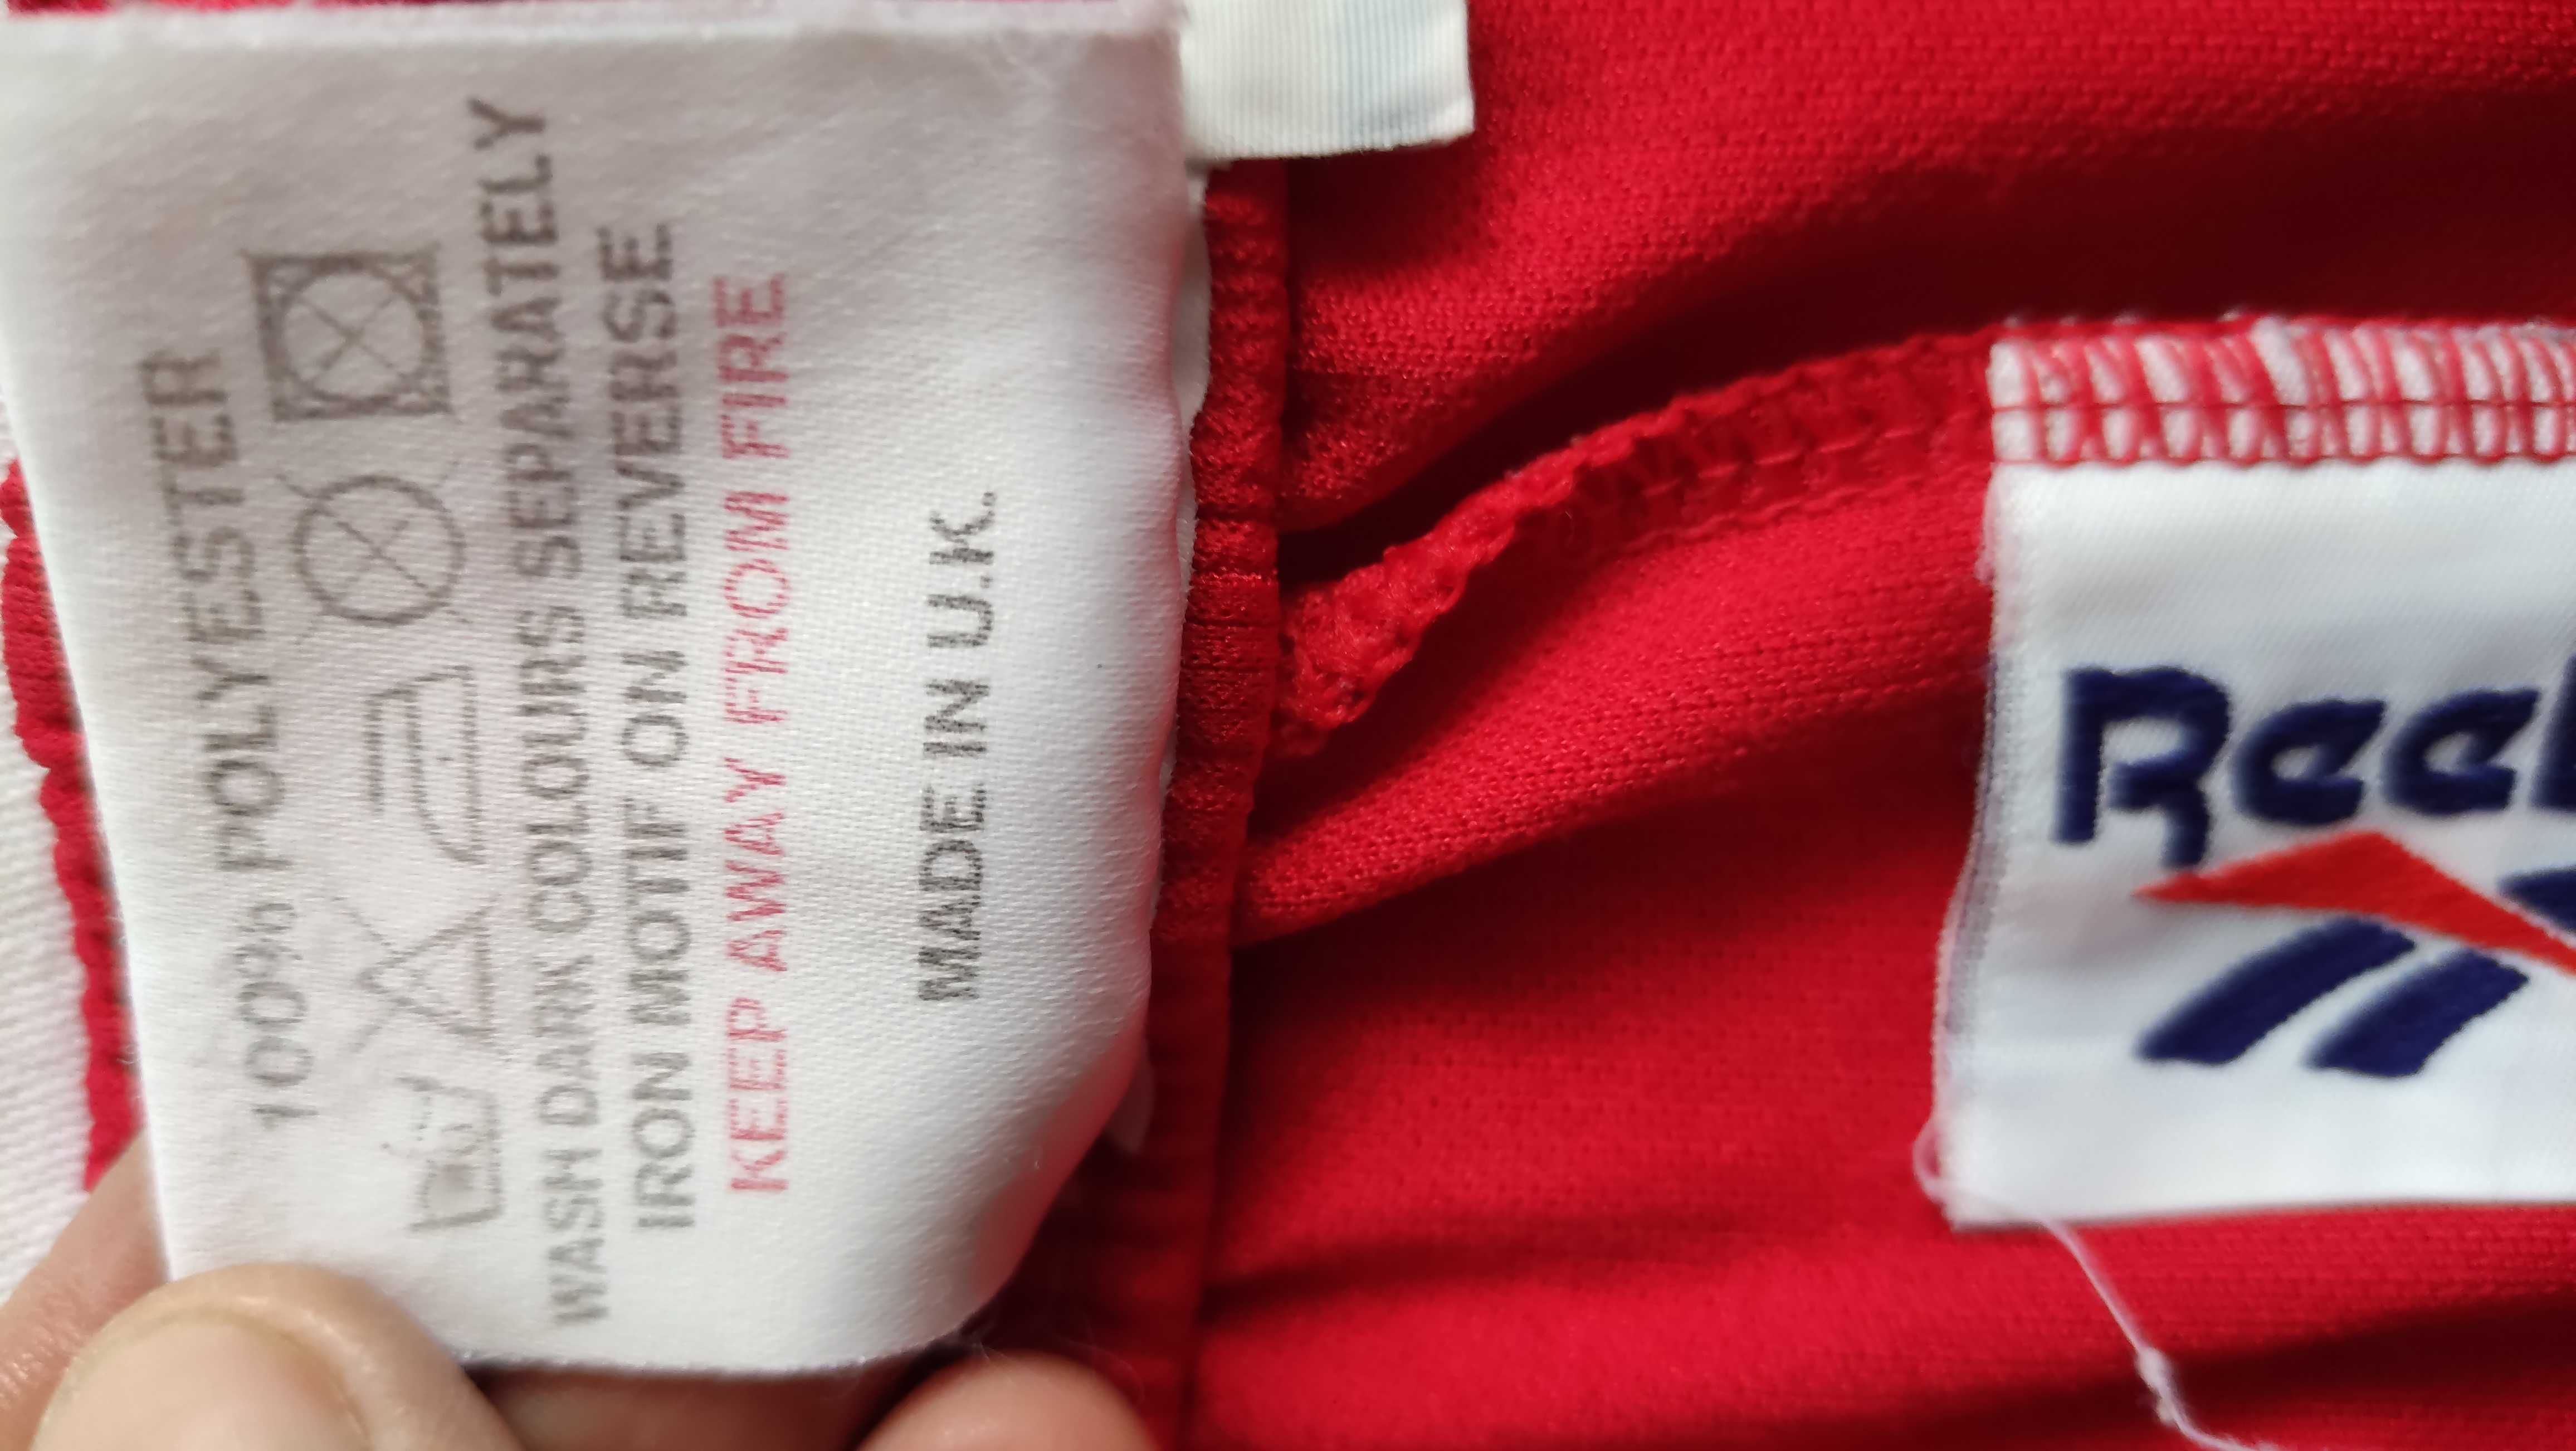 100% POLYESTER
WASH DARK COLOURS SEPARATELY
IRON MOTIF ON REVERSE
KEEP AWAY FROM FIRE
MADE IN U.K.
Reeb